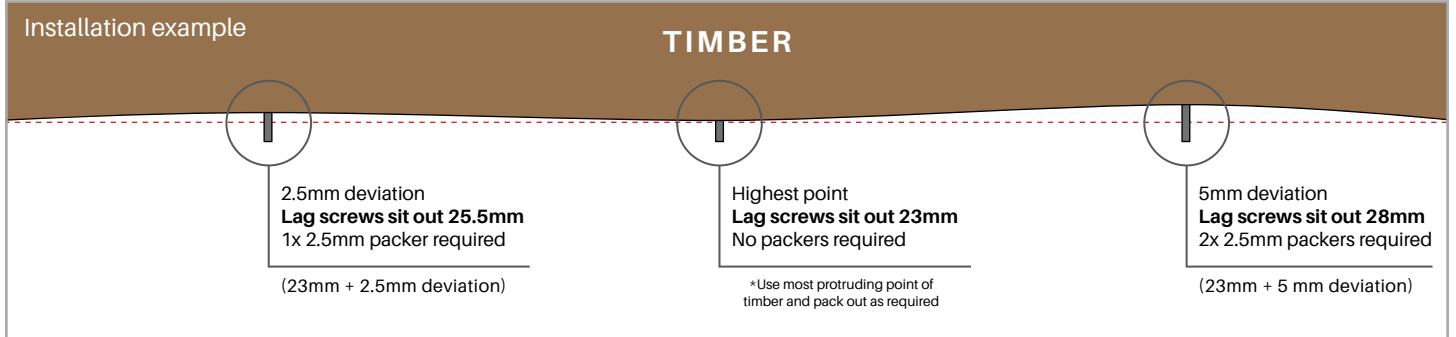 Installation example
TIMBER
2.5mm deviation
Lag screws sit out 25.5mm
1x 2.5mm packer required
(23mm + 2.5mm deviation)
Highest point
Lag screws sit out 23mm
No packers required
*Use most protruding point of
timber and pack out as required
5mm deviation
Lag screws sit out 28mm
2x 2.5mm packers required
(23mm + 5 mm deviation)